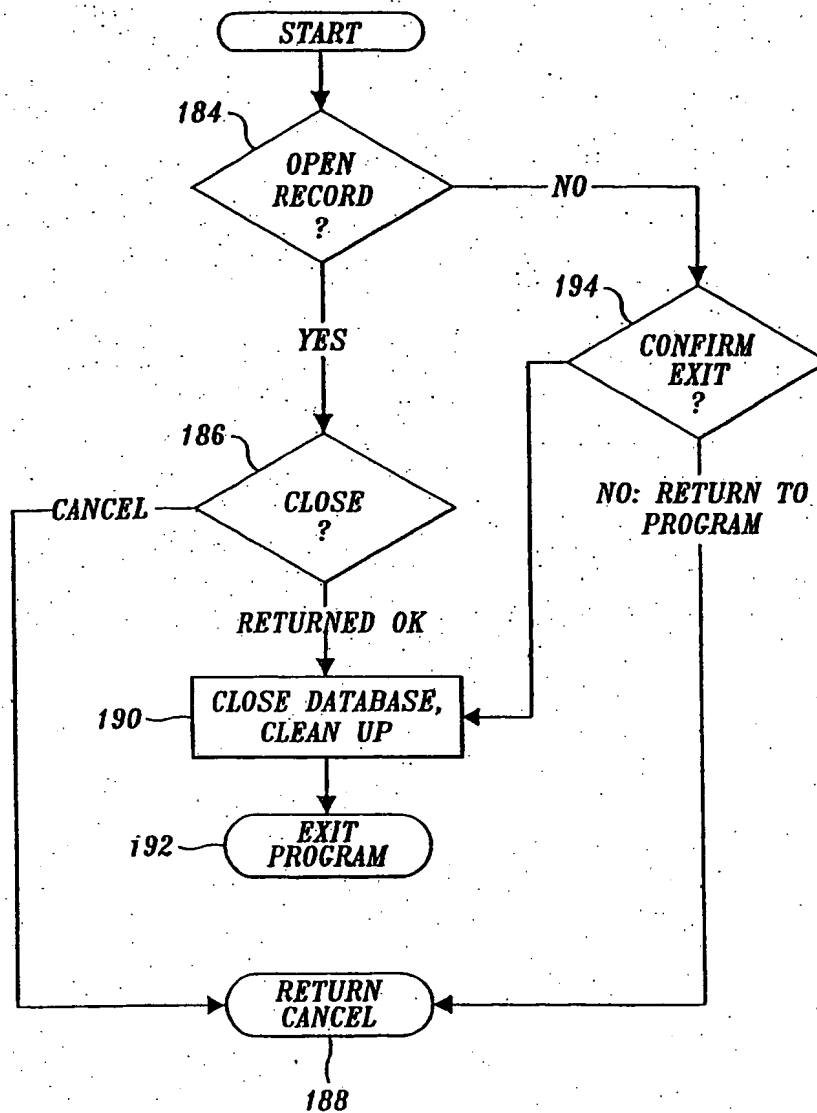 START
184
OPEN
RECORD
?
NO
194
CONFIRM
EXIT
?
YES
186
CLOSE
?
CANCEL
NO: RETURN TO
PROGRAM
RETURNED OK
190
CLOSE DATABASE,
CLEAN UP
i92
EXIT
PROGRAM
RETURN
CANCEL
188